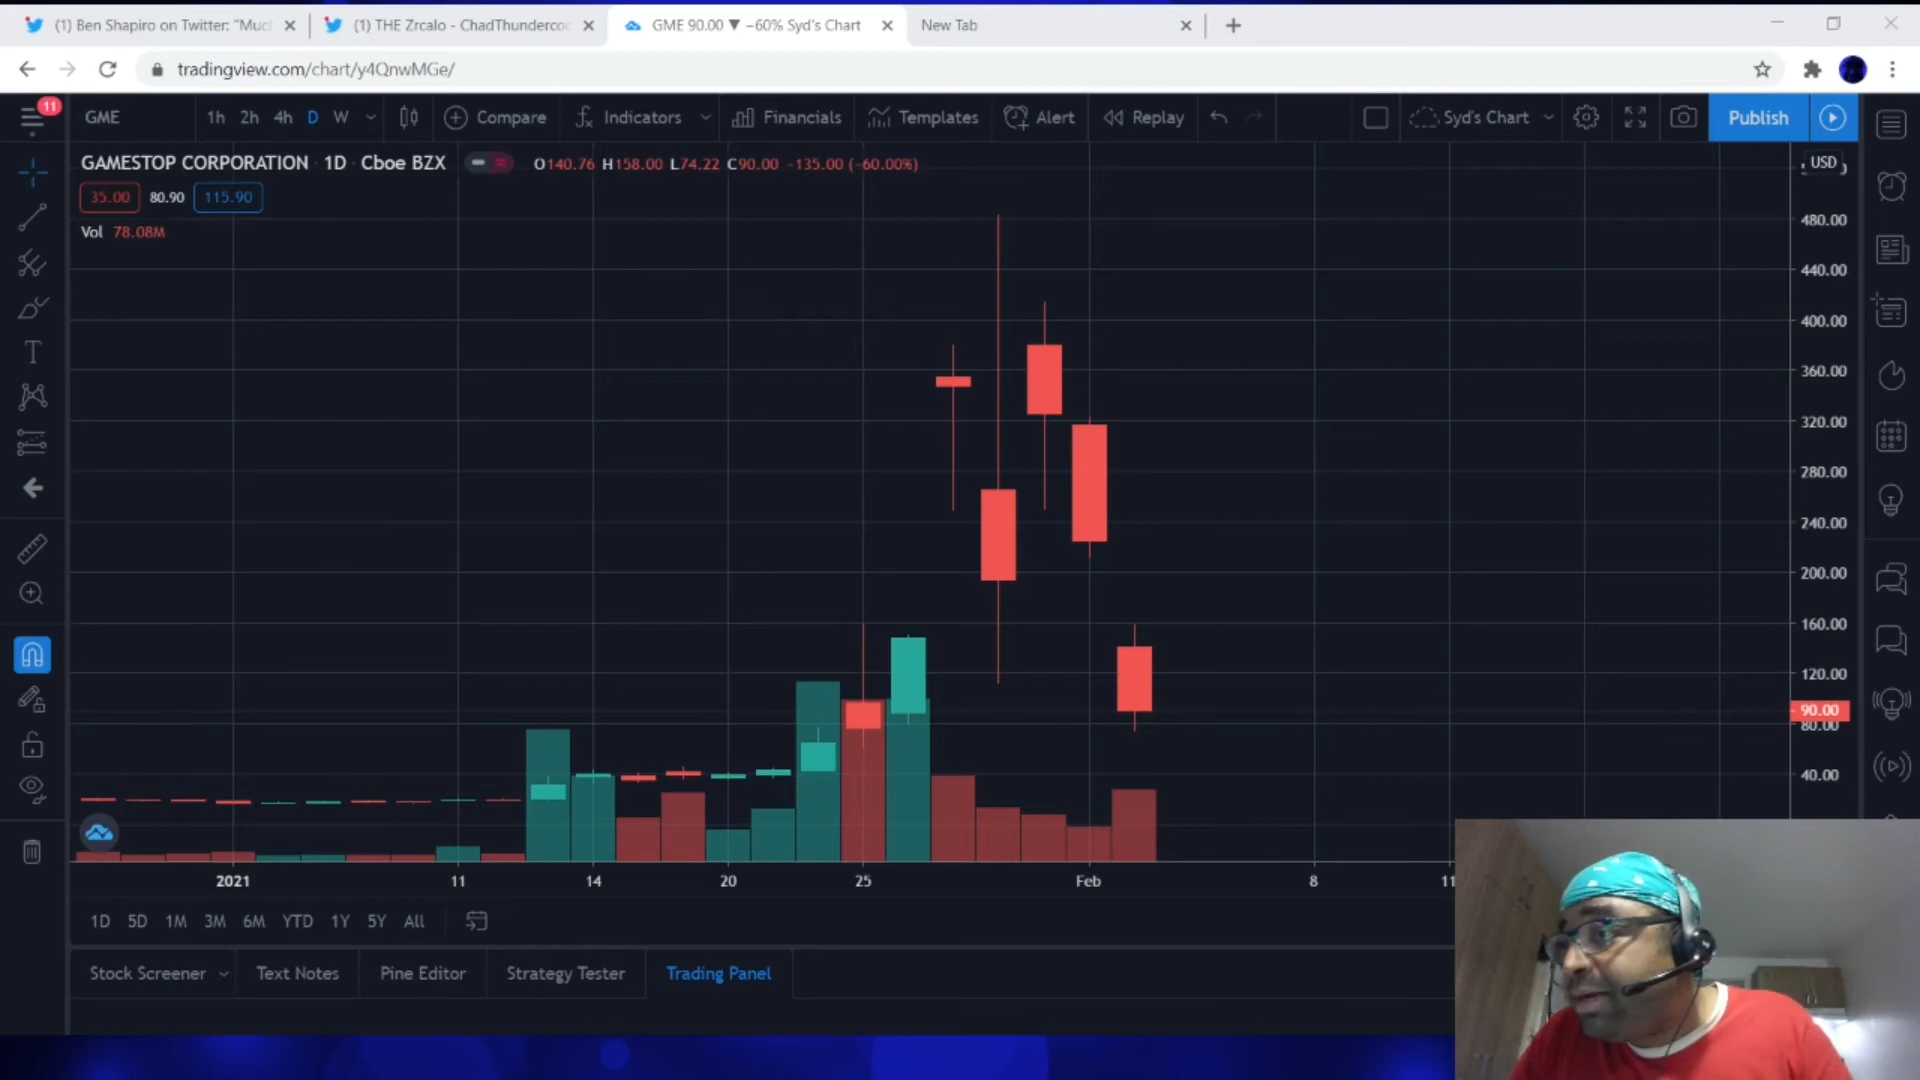 (1) Ben Shapiro on Twitter: "Much
(1) THE Zrcalo - ChadThundercoc
GME 90.00 ▼ −60% Syd's Chart
New Tab
tradingview.com/chart/y4QnwMGe/
11
GME
1h 2h 4h D W
Compare
Indicators
Financials
Templates
Alert
Replay
Syd's Chart
Publish
GAMESTOP CORPORATION 1D Cboe BZX
O140.76 H158.00 L74.22 C90.00 −135.00 (−60.00%)
USD
35.00 80.90 115.90
Vol 78.08M
480.00
440.00
400.00
360.00
320.00
280.00
240.00
200.00
160.00
120.00
90.00
80.00
40.00
2021 11 14 20 25 Feb 8 11
1D 5D 1M 3M 6M YTD 1Y 5Y All
Stock Screener
Text Notes
Pine Editor
Strategy Tester
Trading Panel